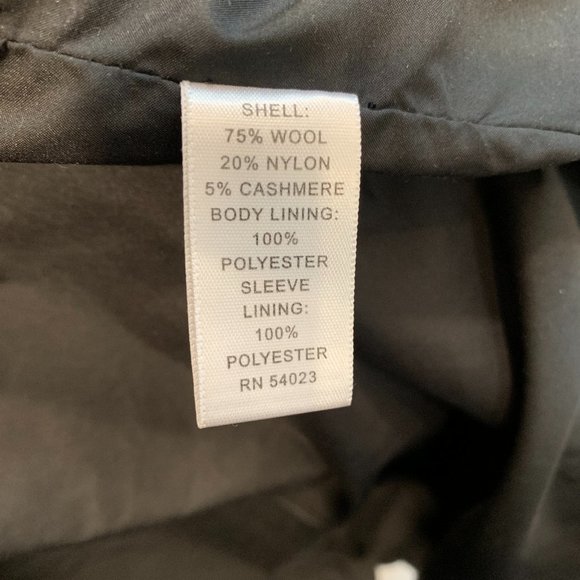 SHELL:
75% WOOL
20% NYLON
5% CASHMERE
BODY LINING:
100%
POLYESTER
SLEEVE
LINING:
100%
POLYESTER
RN 54023